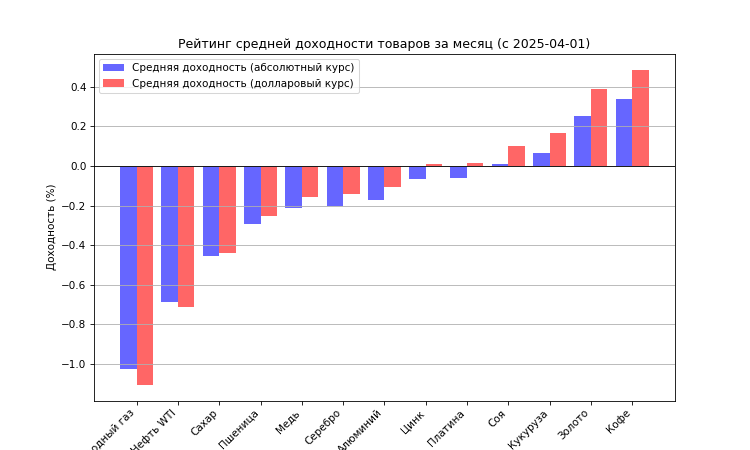 Рейтинг средней доходности товаров за месяц (с 2025-04-01)
Средняя доходность (абсолютный курс)
Средняя доходность (долларовый курс)
Доходность (%)
0.4
0.2
0.0
−0.2
−0.4
−0.6
−0.8
−1.0
газ
Нефть WTI
Сахар
Пшеница
Медь
Серебро
Алюминий
Цинк
Платина
Соя
Кукуруза
Золото
Кофе